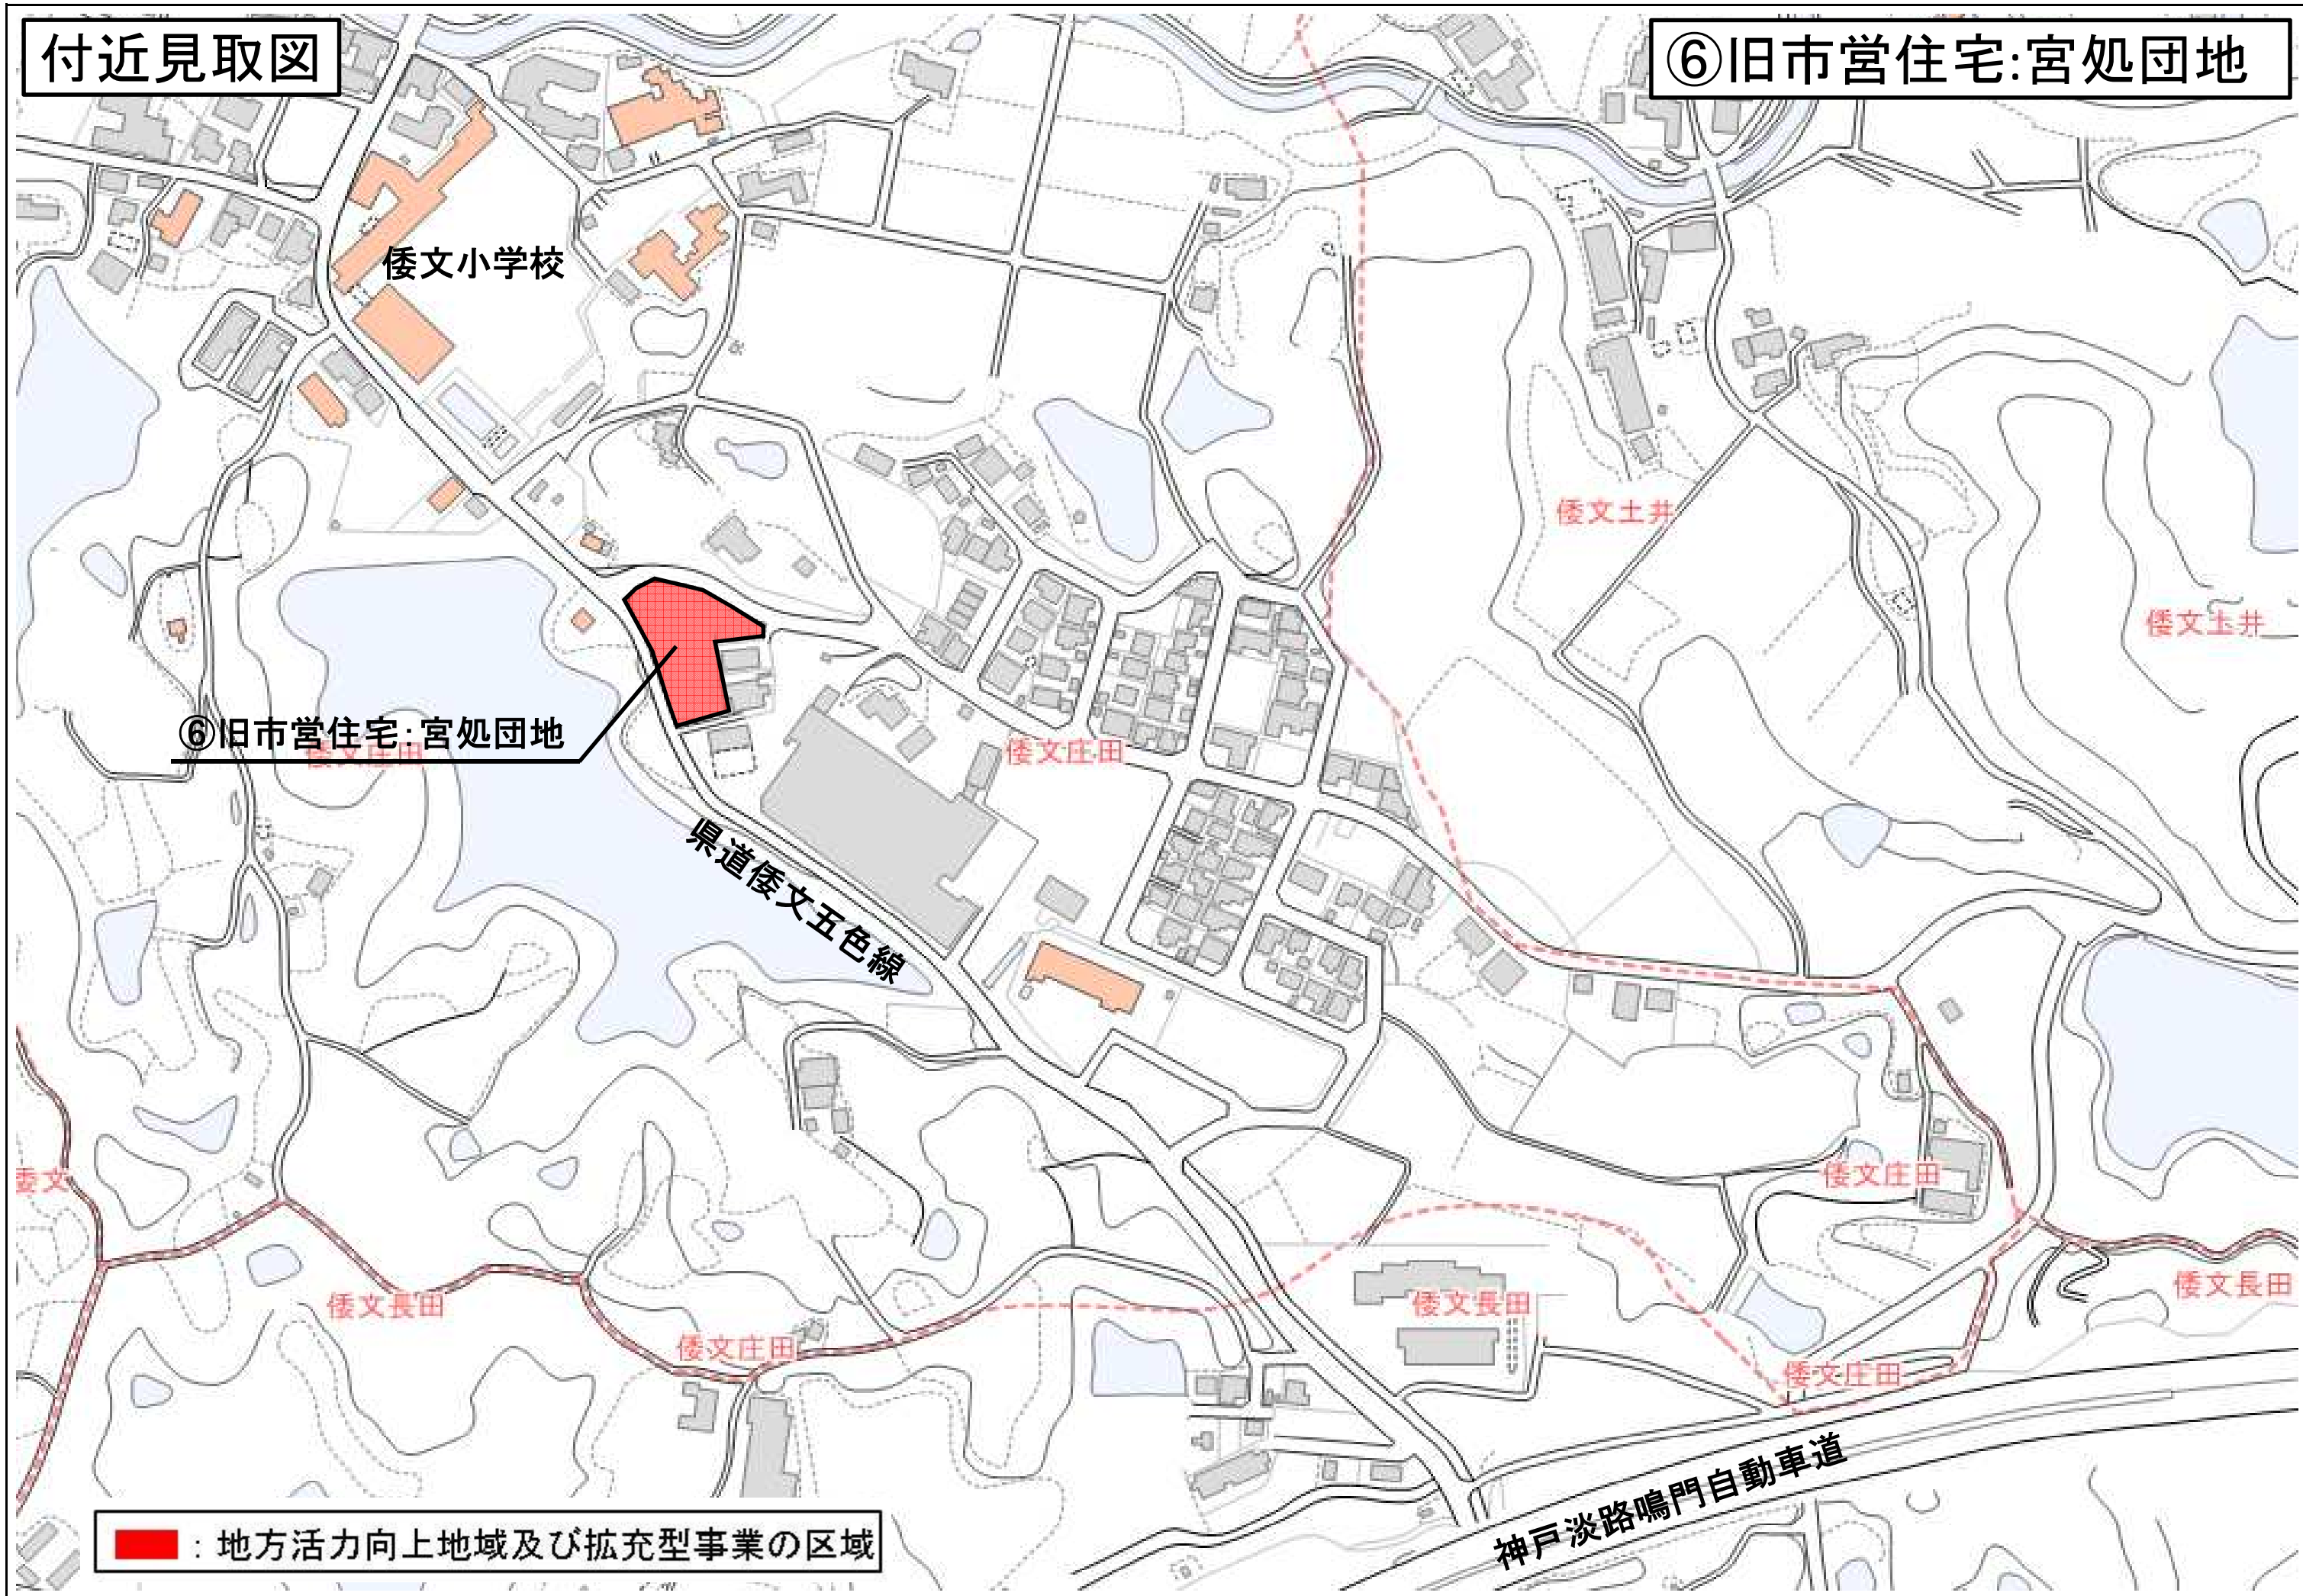 付近見取図
⑥旧市営住宅:宮処団地
倭文小学校
倭文土井
倭文土井
⑥旧市営住宅:宮処団地
倭文庄田
倭文庄田
県道倭文五色線
倭文庄田
委文
倭文長田
倭文長田
倭文長田
倭文庄田
倭文庄田
神戸淡路鳴門自動車道
:地方活力向上地域及び拡充型事業の区域